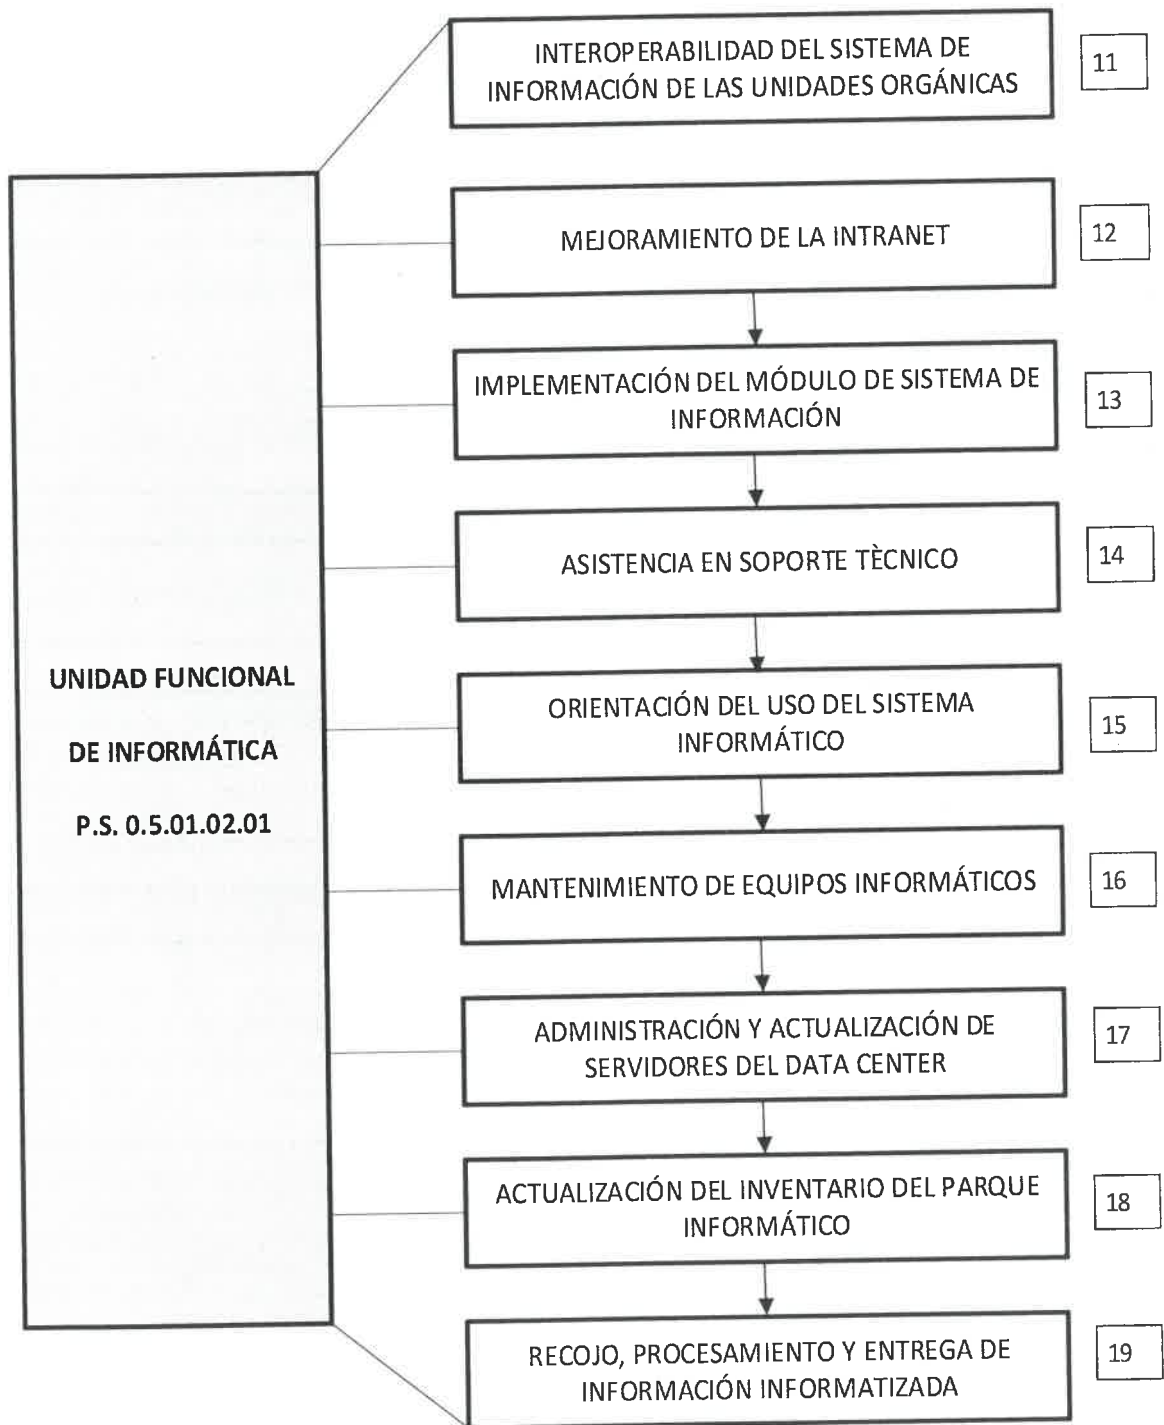 INTEROPERABILIDAD DEL SISTEMA DE
INFORMACIÓN DE LAS UNIDADES ORGÁNICAS
11
MEJORAMIENTO DE LA INTRANET
12
IMPLEMENTACIÓN DEL MÓDULO DE SISTEMA DE
INFORMACIÓN
13
ASISTENCIA EN SOPORTE TÈCNICO
14
UNIDAD FUNCIONAL
DE INFORMÁTICA
P.S. 0.5.01.02.01
ORIENTACIÓN DEL USO DEL SISTEMA
INFORMÁTICO
15
MANTENIMIENTO DE EQUIPOS INFORMÁTICOS
16
ADMINISTRACIÓN Y ACTUALIZACIÓN DE
SERVIDORES DEL DATA CENTER
17
ACTUALIZACIÓN DEL INVENTARIO DEL PARQUE
INFORMÁTICO
18
RECOJO, PROCESAMIENTO Y ENTREGA DE
INFORMACIÓN INFORMATIZADA
19